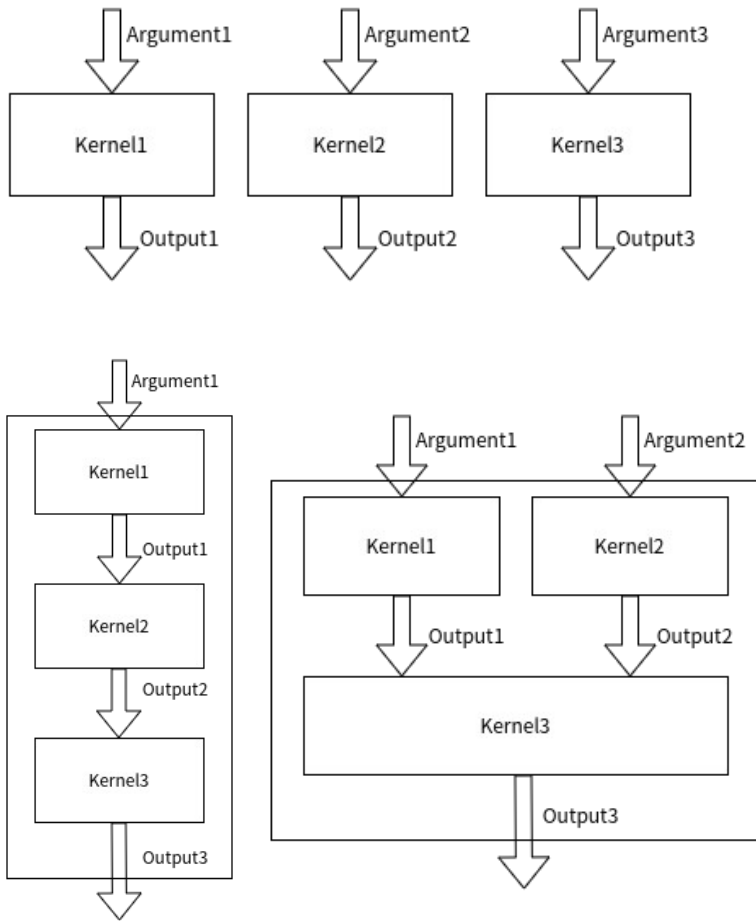 Argument1
Argument2
Argument3
Kernel1
Kernel2
Kernel3
Output1
Output2
Output3
Argument1
Kernel1
Output1
Kernel2
Output2
Kernel3
Output3
Argument1
Argument2
Kernel1
Kernel2
Output1
Output2
Kernel3
Output3